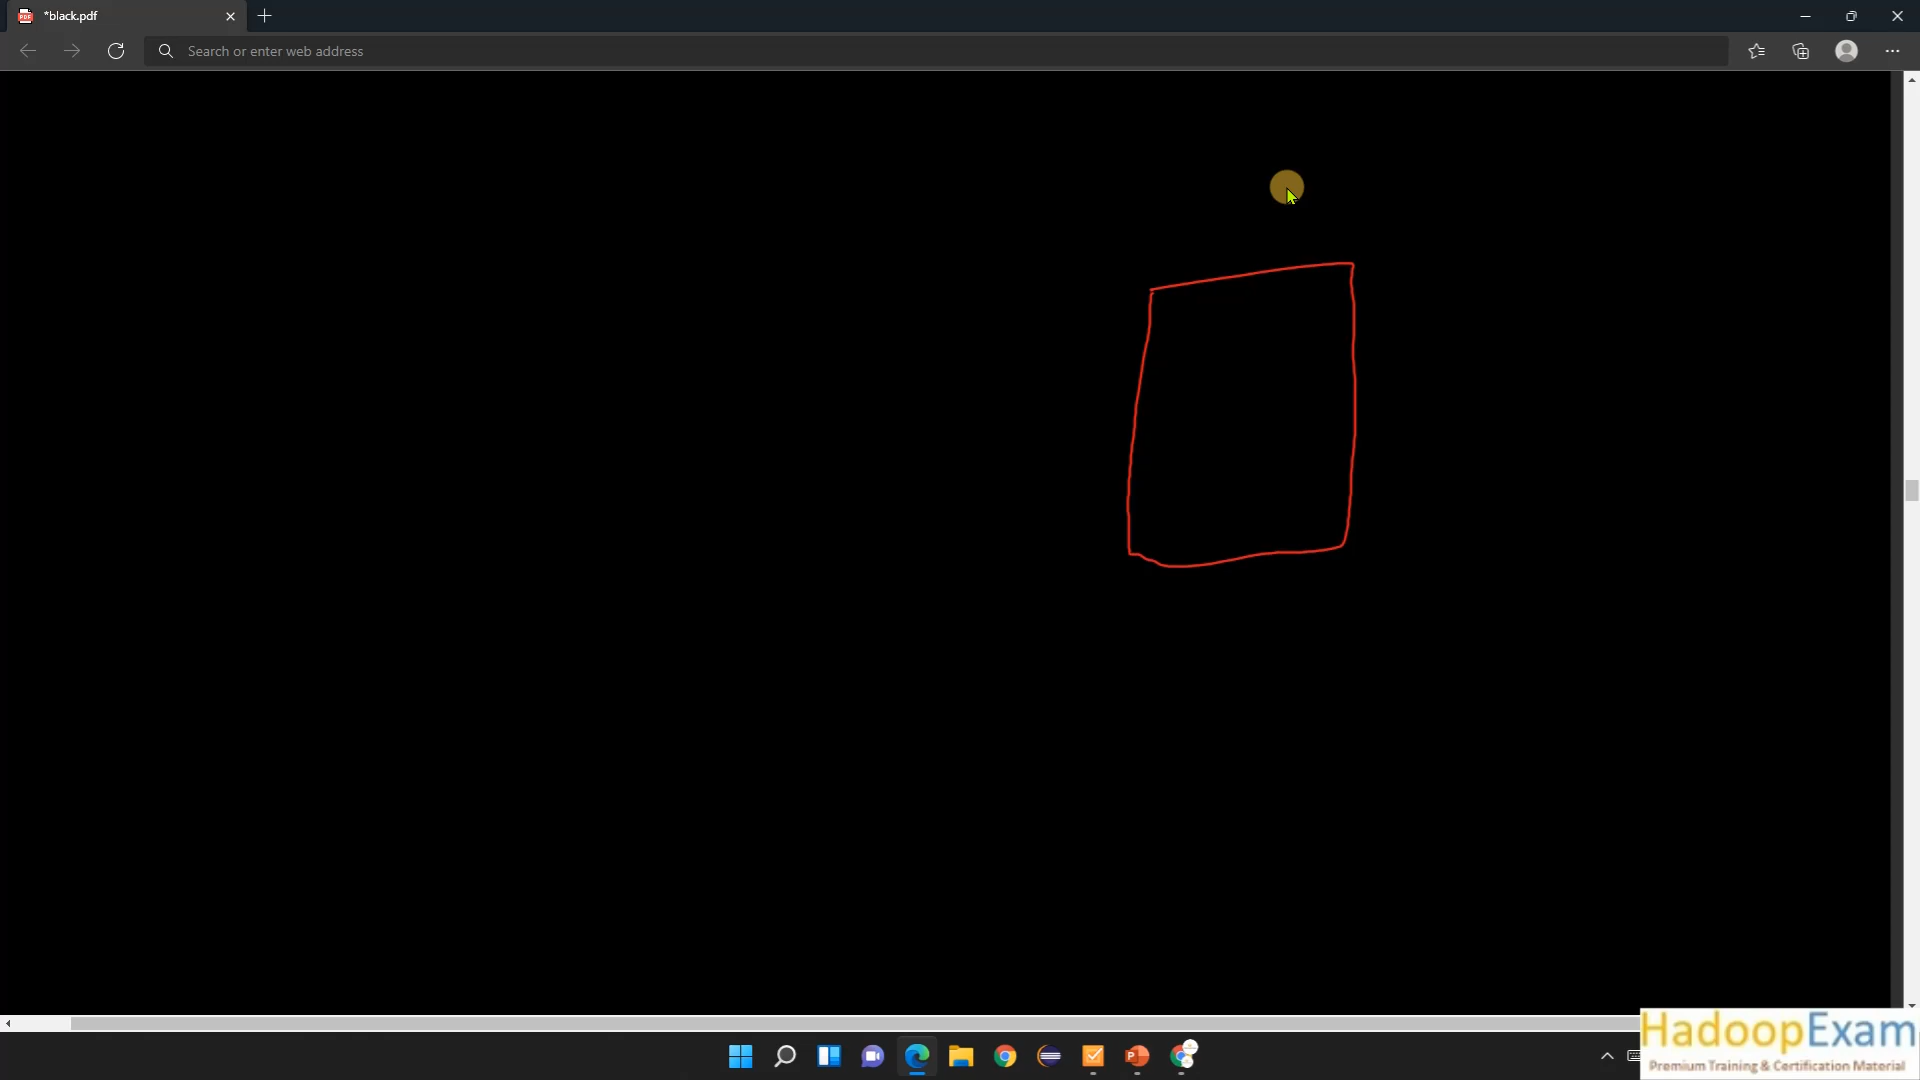 *black.pdf
Search or enter web address
HadoopExam
Premium Training & Certification Material